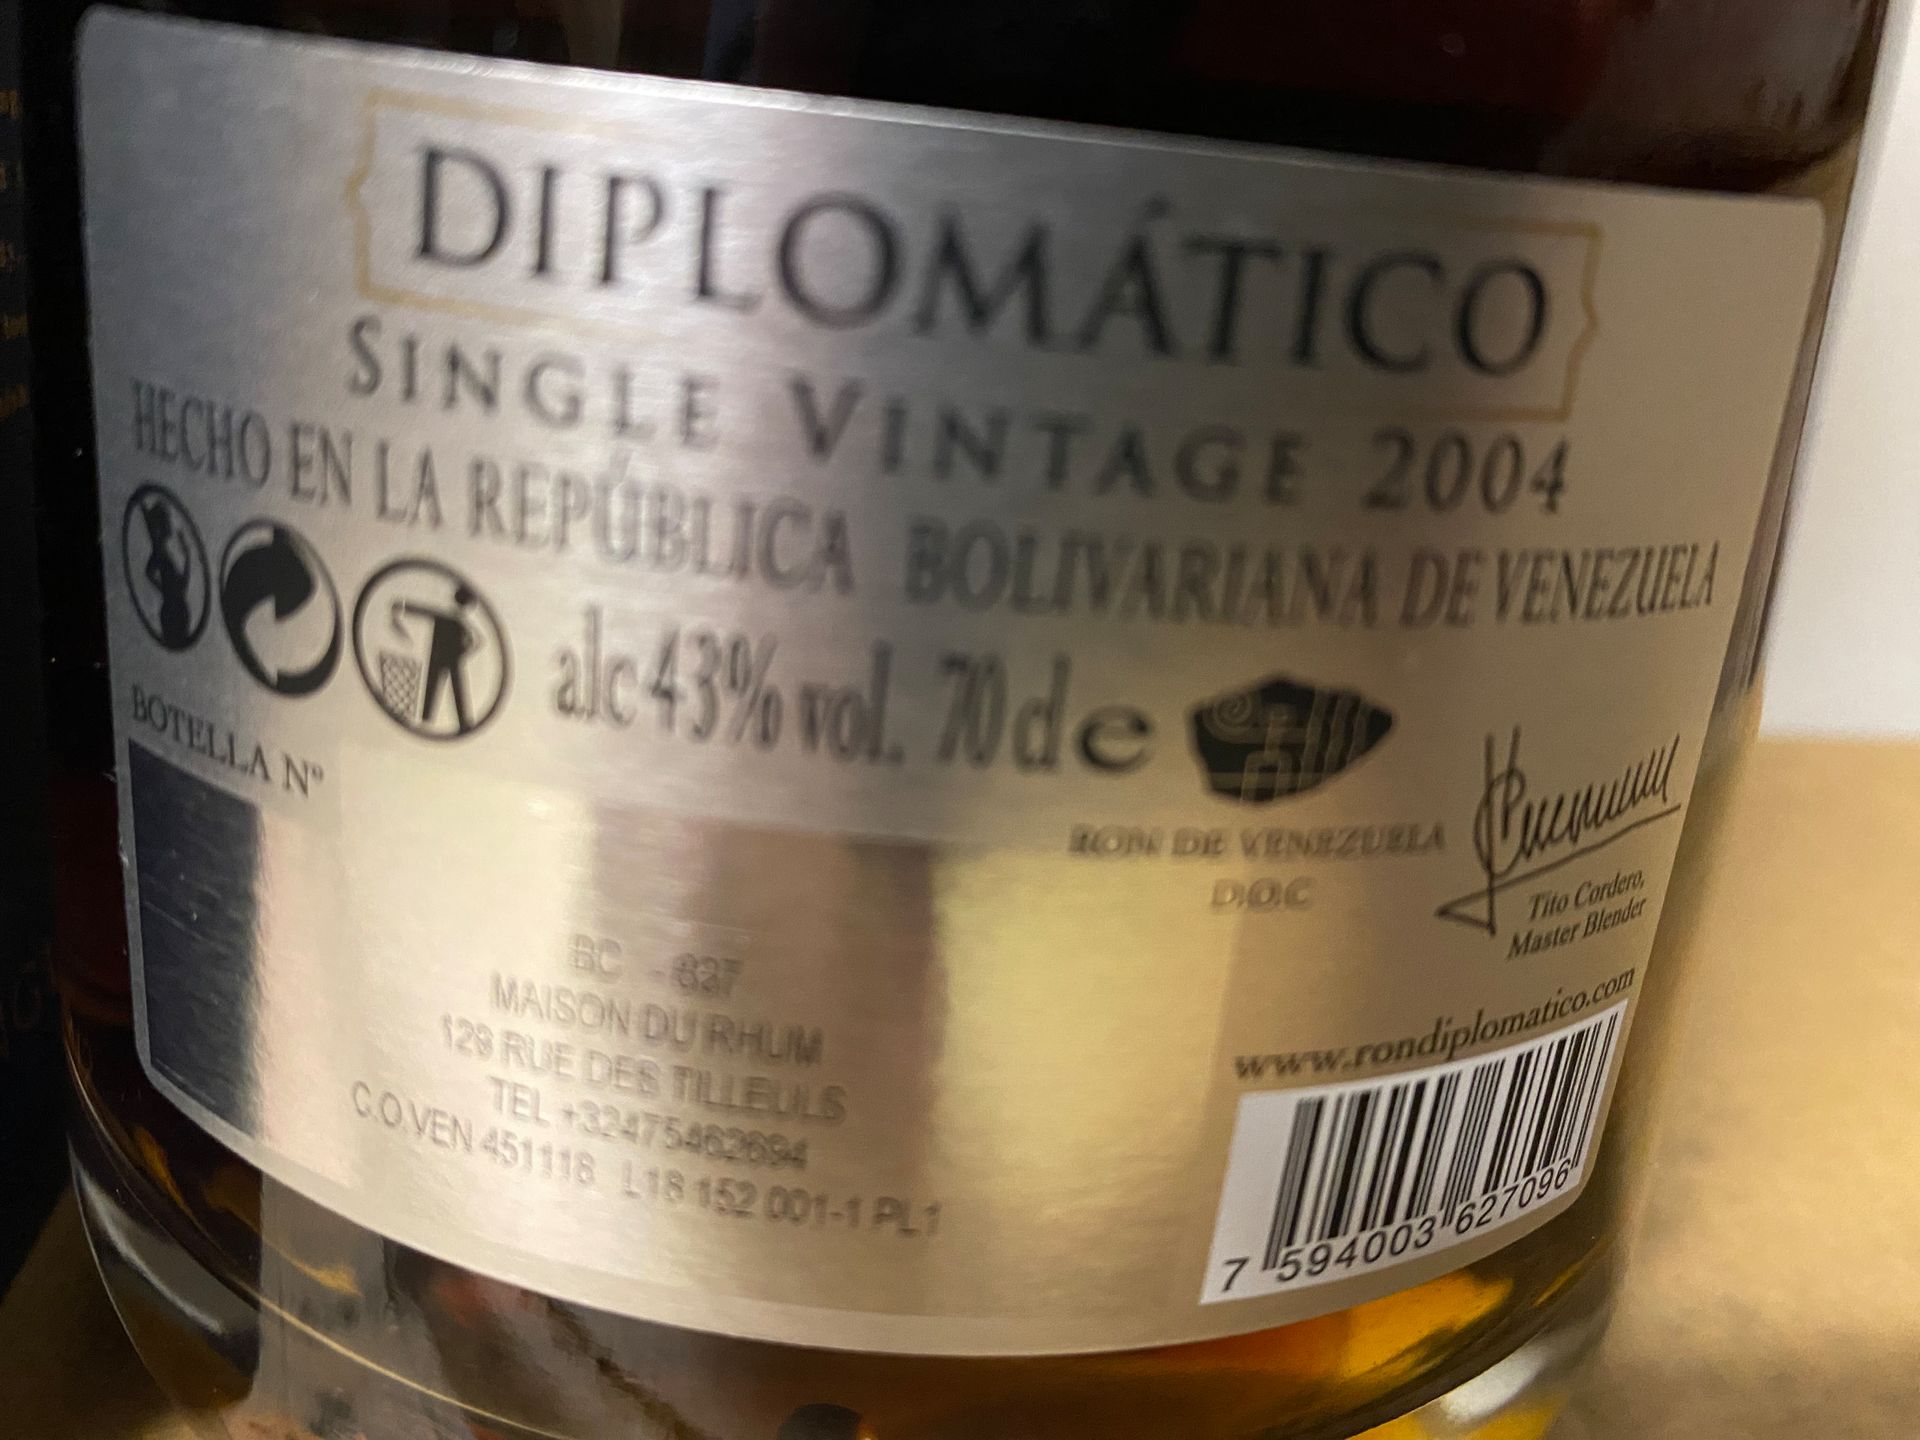 DIPLOMÁTICO
SINGLE VINTAGE 2004
HECHO EN LA REPÚBLICA BOLIVARIANA DE VENEZUELA
alc 43% vol. 70 cl e
BOTELLA Nº
RON DE VENEZUELA
D.O.C
Tito Cordero,
Master Blender
www.rondiplomatico.com
BC - 627
MAISON DU RHUM
129 RUE DES TILLEULS
TEL +32475462694
C.O.VEN 451118 L18 152 001-1 PL1
7 594003 627096